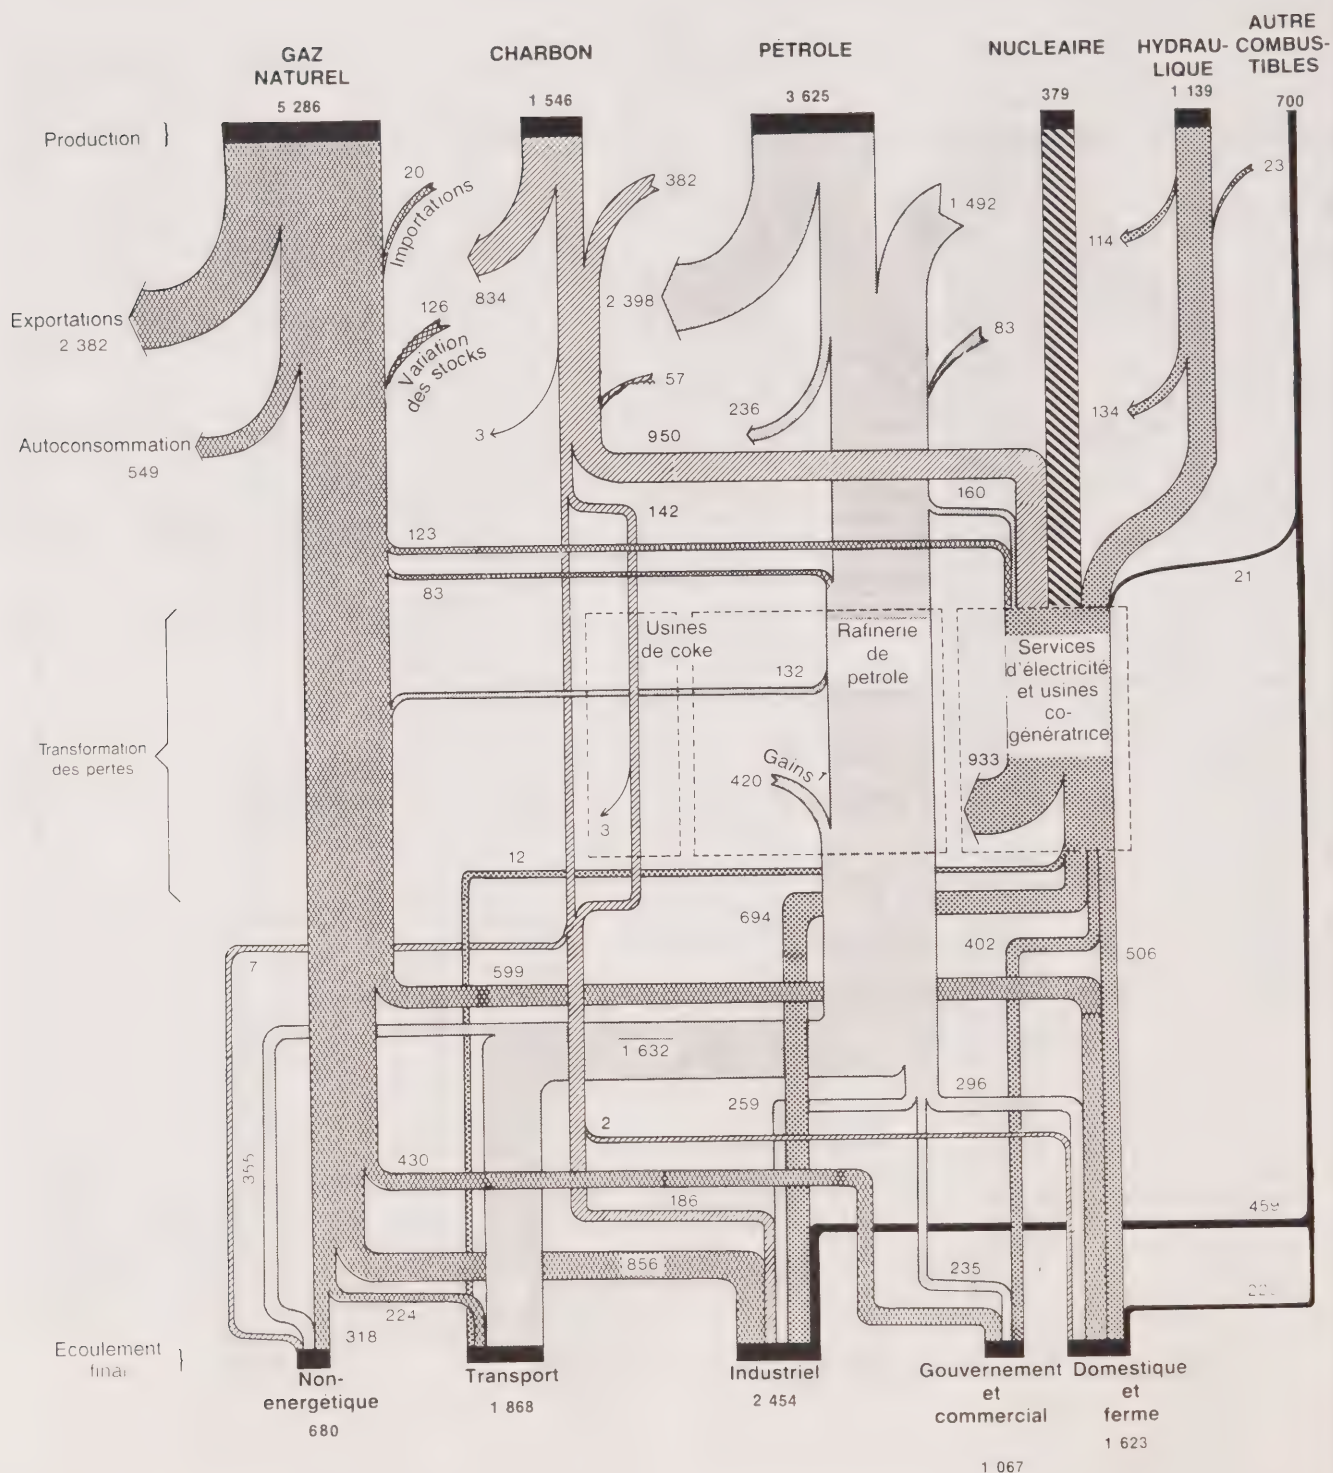 AUTRE
GAZ CHARBON PÉTROLE NUCLEAIRE HYDRAU- COMBUS-
NATUREL LIQUE TIBLES
5 286 1 546 3 625 379 1 139 700
Production
20
Importations
382
1 492
23
114
834
2 398
Exportations
2 382
126
Variation
des stocks
83
57
3
236
134
950
Autoconsommation
549
160
142
123
83
21
Usines
de coke
Rafinerie
de
petrole
Services
d'électricité
et usines
co-
génératrice
132
Transformation
des pertes
Gains
420
933
3
12
694
402
506
7
599
1 632
259
296
2
355
430
186
459
856
235
224
318
Ecoulement
final
Non-
energétique
680
Transport
1 868
Industriel
2 454
Gouvernement
et
commercial
1 067
Domestique
et
ferme
1 623